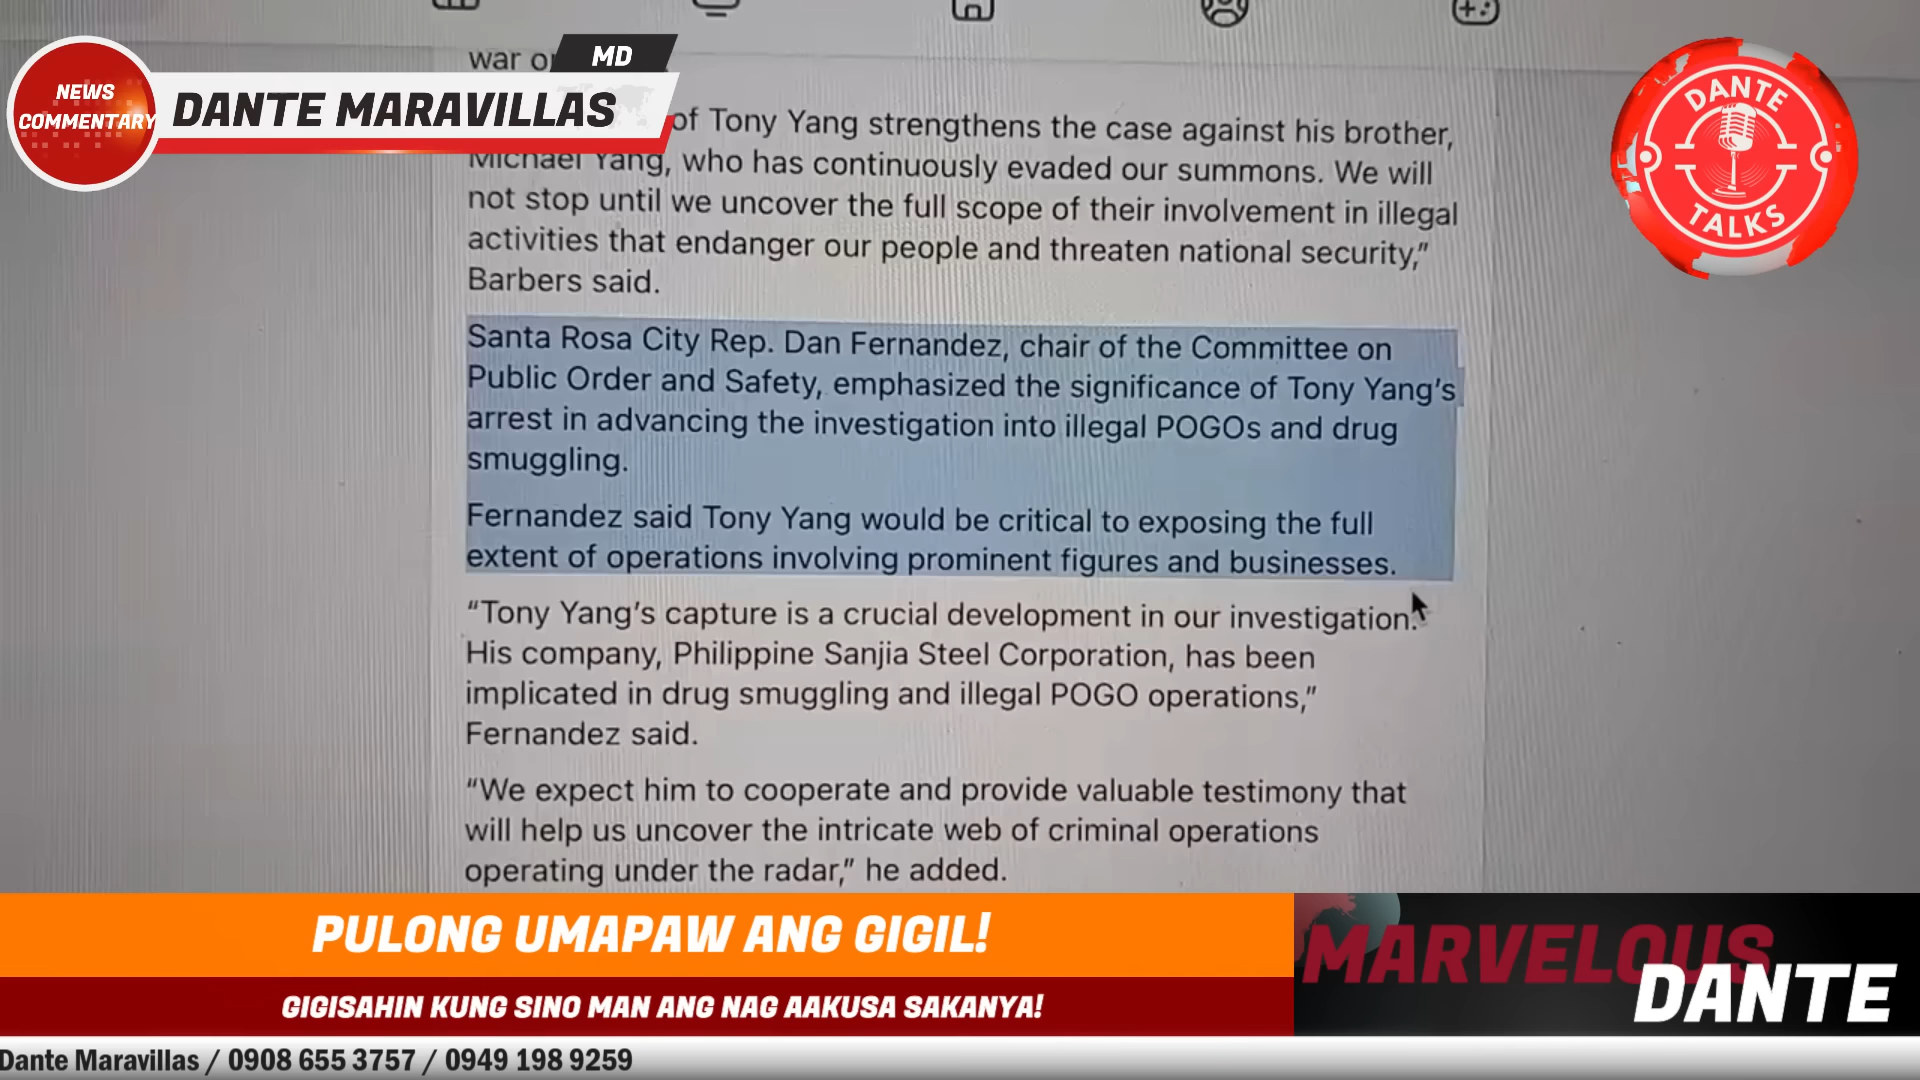 NEWS
COMMENTARY
MD
DANTE MARAVILLAS
DANTE
TALKS
war
of Tony Yang strengthens the case against his brother,
Michael Yang, who has continuously evaded our summons. We will
not stop until we uncover the full scope of their involvement in illegal
activities that endanger our people and threaten national security,”
Barbers said.
Santa Rosa City Rep. Dan Fernandez, chair of the Committee on
Public Order and Safety, emphasized the significance of Tony Yang’s
arrest in advancing the investigation into illegal POGOs and drug
smuggling.
Fernandez said Tony Yang would be critical to exposing the full
extent of operations involving prominent figures and businesses.
“Tony Yang’s capture is a crucial development in our investigation.
His company, Philippine Sanjia Steel Corporation, has been
implicated in drug smuggling and illegal POGO operations,”
Fernandez said.
“We expect him to cooperate and provide valuable testimony that
will help us uncover the intricate web of criminal operations
operating under the radar,” he added.
PULONG UMAPAW ANG GIGIL!
GIGISAHIN KUNG SINO MAN ANG NAG AAKUSA SAKANYA!
MARVELOUS
DANTE
Dante Maravillas / 0908 655 3757 / 0949 198 9259